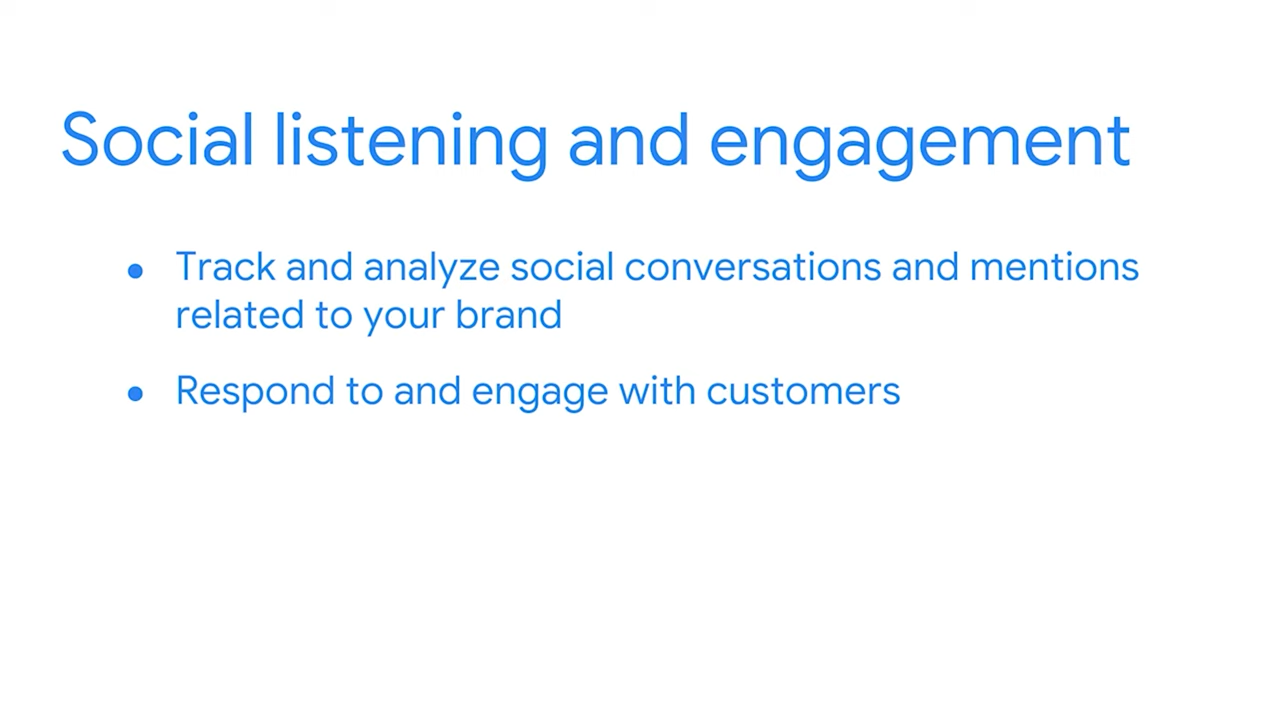 Social listening and engagement
● Track and analyze social conversations and mentions
related to your brand
● Respond to and engage with customers